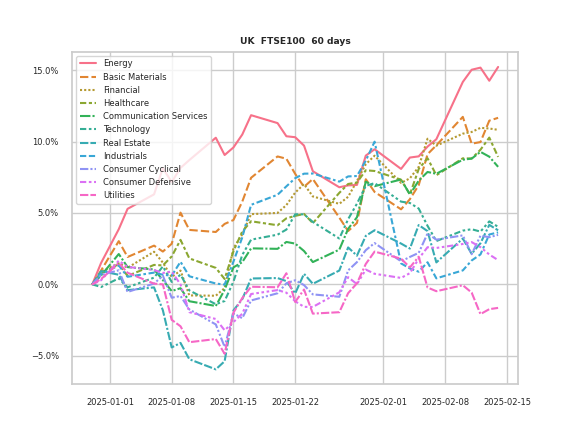 UK FTSE100 60 days
15.0%
10.0%
5.0%
0.0%
−5.0%
Energy
Basic Materials
Financial
Healthcare
Communication Services
Technology
Real Estate
Industrials
Consumer Cyclical
Consumer Defensive
Utilities
2025-01-01 2025-01-08 2025-01-15 2025-01-22 2025-02-01 2025-02-08 2025-02-15